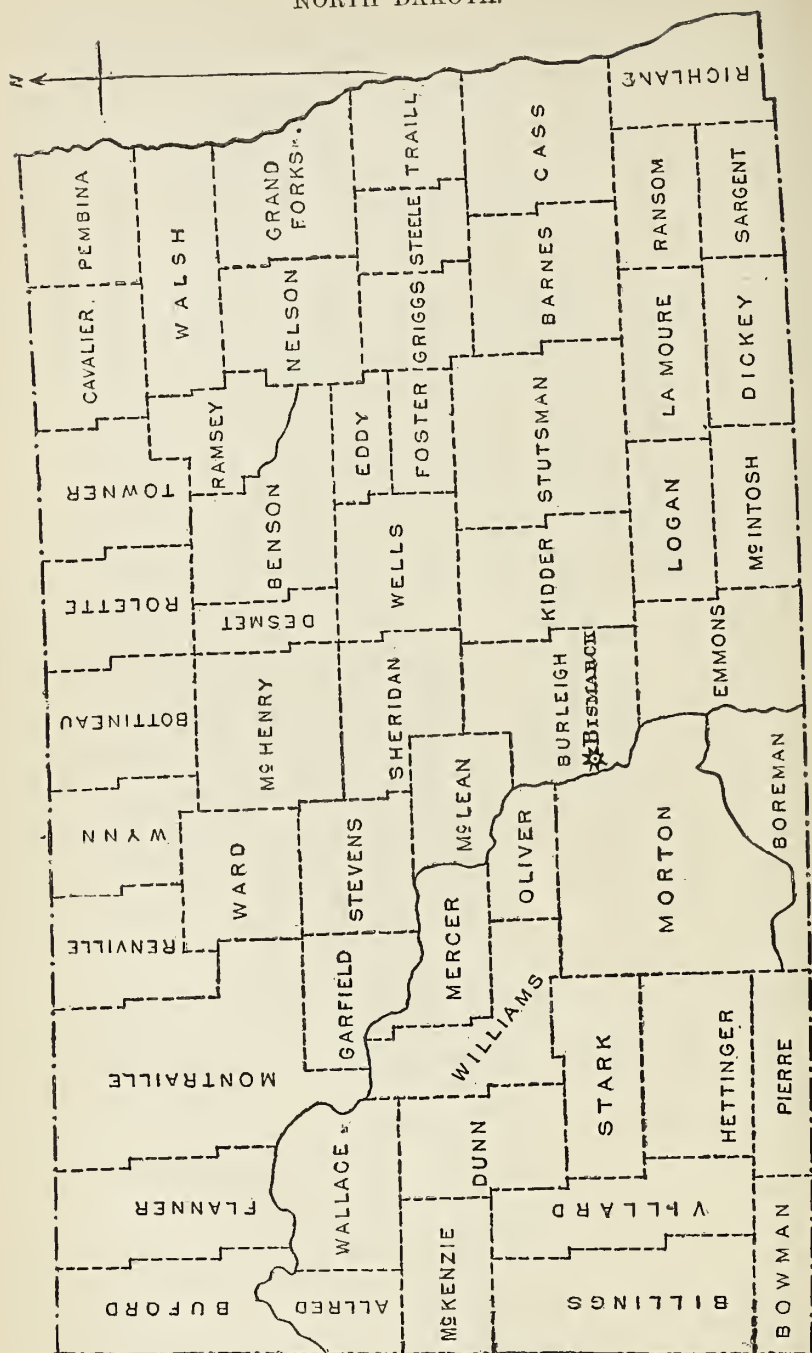 NORTH DAKOTA.
N
PEMBINA
CAVALIER.
TOWNER
ROLETTE
BOTTINEAU
WYNN
RENVILLE
MONTRAILLE
FLANNER
BUFORD
WALSH
RAMSEY
BENSON
DESMET
McHENRY
WARD
GRAND
FORKS.
NELSON
EDDY
WELLS
SHERIDAN
STEVENS
GARFIELD
WALLACE
ALLRED
TRAILL
STEELE
GRIGGS
FOSTER
McLEAN
MERCER
WILLIAMS
DUNN
McKENZIE
CASS
BARNES
STUTSMAN
KIDDER
BURLEIGH
BISMARCK
OLIVER
MORTON
STARK
HETTINGER
VILLARD
BILLINGS
RICHLANE
RANSOM
SARGENT
LA MOURE
DICKEY
LOGAN
McINTOSH
EMMONS
BOREMAN
PIERRE
BOWMAN